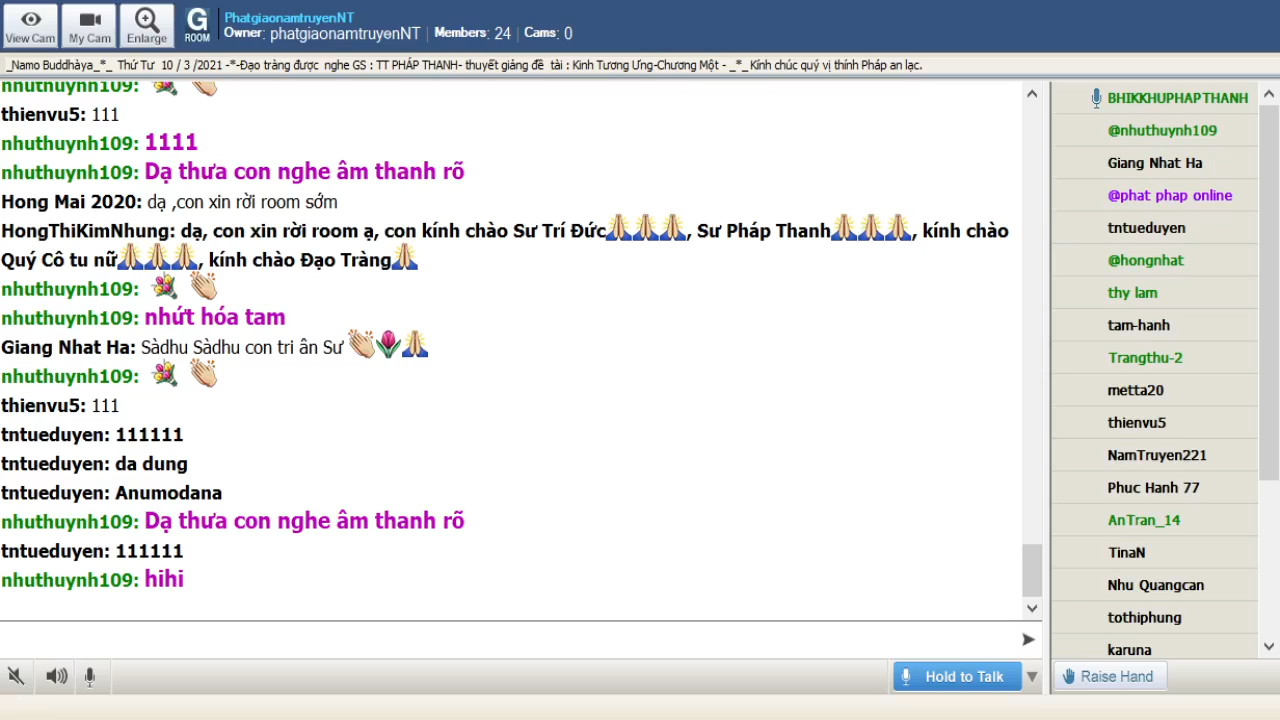 View Cam
My Cam
Enlarge
G
ROOM
PhatgiaonamtruyenNT
Owner: phatgiaonamtruyenNT | Members: 24 | Cams: 0
_Namo Buddhàya_*_ Thứ Tư 10 / 3 /2021 -*-Đạo tràng được nghe GS : TT PHÁP THANH- thuyết giảng đề tài : Kinh Tương Ưng-Chương Một - _*_Kính chúc quý vị thính Pháp an lạc.
nhuthuynh109:
thienvu5: 111
nhuthuynh109: 1111
nhuthuynh109: Dạ thưa con nghe âm thanh rõ
Hong Mai 2020: dạ ,con xin rời room sớm
HongThiKimNhung: dạ, con xin rời room ạ, con kính chào Sư Trí Đức🙏🙏🙏, Sư Pháp Thanh🙏🙏🙏, kính chào
Quý Cô tu nữ🙏🙏🙏, kính chào Đạo Tràng🙏
nhuthuynh109:
nhuthuynh109: nhứt hóa tam
Giang Nhat Ha: Sàdhu Sàdhu con tri ân Sư 👏🌷🙏
nhuthuynh109:
thienvu5: 111
tntueduyen: 111111
tntueduyen: da dung
tntueduyen: Anumodana
nhuthuynh109: Dạ thưa con nghe âm thanh rõ
tntueduyen: 111111
nhuthuynh109: hihi
Hold to Talk
BHIKKHUPHAPTHANH
@nhuthuynh109
Giang Nhat Ha
@phat phap online
tntueduyen
@hongnhat
thy lam
tam-hanh
Trangthu-2
metta20
thienvu5
NamTruyen221
Phuc Hanh 77
AnTran_14
TinaN
Nhu Quangcan
tothiphung
karuna
Raise Hand